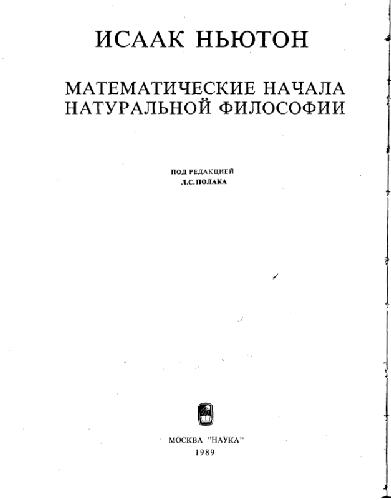 ИСААК НЬЮТОН
МАТЕМАТИЧЕСКИЕ НАЧАЛА
НАТУРАЛЬНОЙ ФИЛОСОФИИ
ПОД РЕДАКЦИЕЙ
Л.С. ПОЛАКА
МОСКВА "НАУКА"
1989